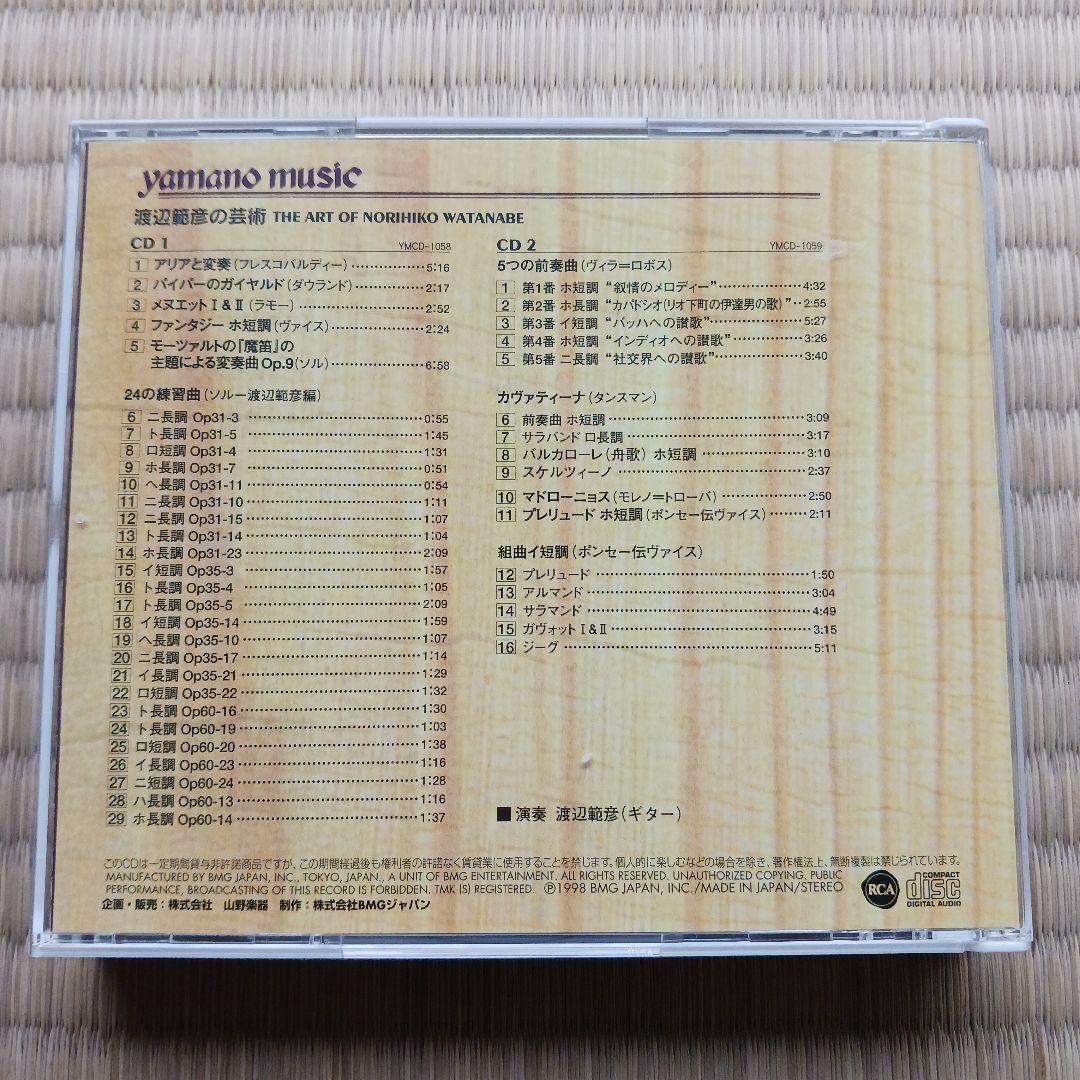 yamano music
渡辺範彦の芸術 THE ART OF NORIHIKO WATANABE
CD 1 YMCD-1058
1 アリアと変奏(フレスコバルディー) 5:16
2 パイパーのガイヤルド(ダウランド) 2:17
3 メヌエットⅠ&Ⅱ(ラモー) 2:52
4 ファンタジー ホ短調(ヴァイス) 2:24
5 モーツァルトの『魔笛』の
主題による変奏曲 Op.9(ソル) 6:58
24の練習曲(ソルー渡辺範彦編)
6 ニ長調 Op31-3 0:55
7 ト長調 Op31-5 1:45
8 ロ短調 Op31-4 1:31
9 ホ長調 Op31-7 0:51
10 ヘ長調 Op31-11 0:54
11 ニ長調 Op31-10 1:11
12 ニ長調 Op31-15 1:07
13 ト長調 Op31-14 1:04
14 ホ長調 Op31-23 2:09
15 イ短調 Op35-3 1:57
16 ト長調 Op35-4 1:05
17 ト長調 Op35-5 2:09
18 イ短調 Op35-14 1:59
19 ヘ長調 Op35-10 1:07
20 ニ長調 Op35-17 1:14
21 イ長調 Op35-21 1:29
22 ロ短調 Op35-22 1:32
23 ト長調 Op60-16 1:30
24 ト長調 Op60-19 1:03
25 ロ短調 Op60-20 1:38
26 イ長調 Op60-23 1:16
27 ニ短調 Op60-24 1:28
28 ハ長調 Op60-13 1:16
29 ホ長調 Op60-14 1:37
CD 2 YMCD-1059
5つの前奏曲(ヴィラ=ロボス)
1 第1番 ホ短調 “叙情のメロディー” 4:32
2 第2番 ホ長調 “カパドシオ(リオ下町の伊達男の歌)” 2:55
3 第3番 イ短調 “バッハへの讃歌” 5:27
4 第4番 ホ短調 “インディオへの讃歌” 3:26
5 第5番 ニ長調 “社交界への讃歌” 3:40
カヴァティーナ(タンスマン)
6 前奏曲 ホ短調 3:09
7 サラバンド ロ長調 3:17
8 バルカローレ(舟歌) ホ短調 3:10
9 スケルツィーノ 2:37
10 マドローニョス(モレノ=トローバ) 2:50
11 プレリュード ホ短調(ポンセー伝ヴァイス) 2:11
組曲イ短調(ポンセー伝ヴァイス)
12 プレリュード 1:50
13 アルマンド 3:04
14 サラマンド 4:49
15 ガヴォットⅠ&Ⅱ 3:15
16 ジーグ 5:11
■ 演奏 渡辺範彦(ギター)
このCDは一定期間貸与非許諾商品ですが、この期間経過後も権利者の許諾なく賃貸業に使用することを禁じます。個人的に楽しむなどの場合を除き、著作権法上、無断複製は禁じられています。
MANUFACTURED BY BMG JAPAN, INC., TOKYO, JAPAN., A UNIT OF BMG ENTERTAINMENT. ALL RIGHTS RESERVED. UNAUTHORIZED COPYING. PUBLIC
PERFORMANCE, BROADCASTING OF THIS RECORD IS FORBIDDEN. TMK (S) REGISTERED. Ⓟ1998 BMG JAPAN, INC./MADE IN JAPAN/STEREO
企画・販売:株式会社 山野楽器 制作:株式会社BMGジャパン
RCA
COMPACT
disc
DIGITAL AUDIO